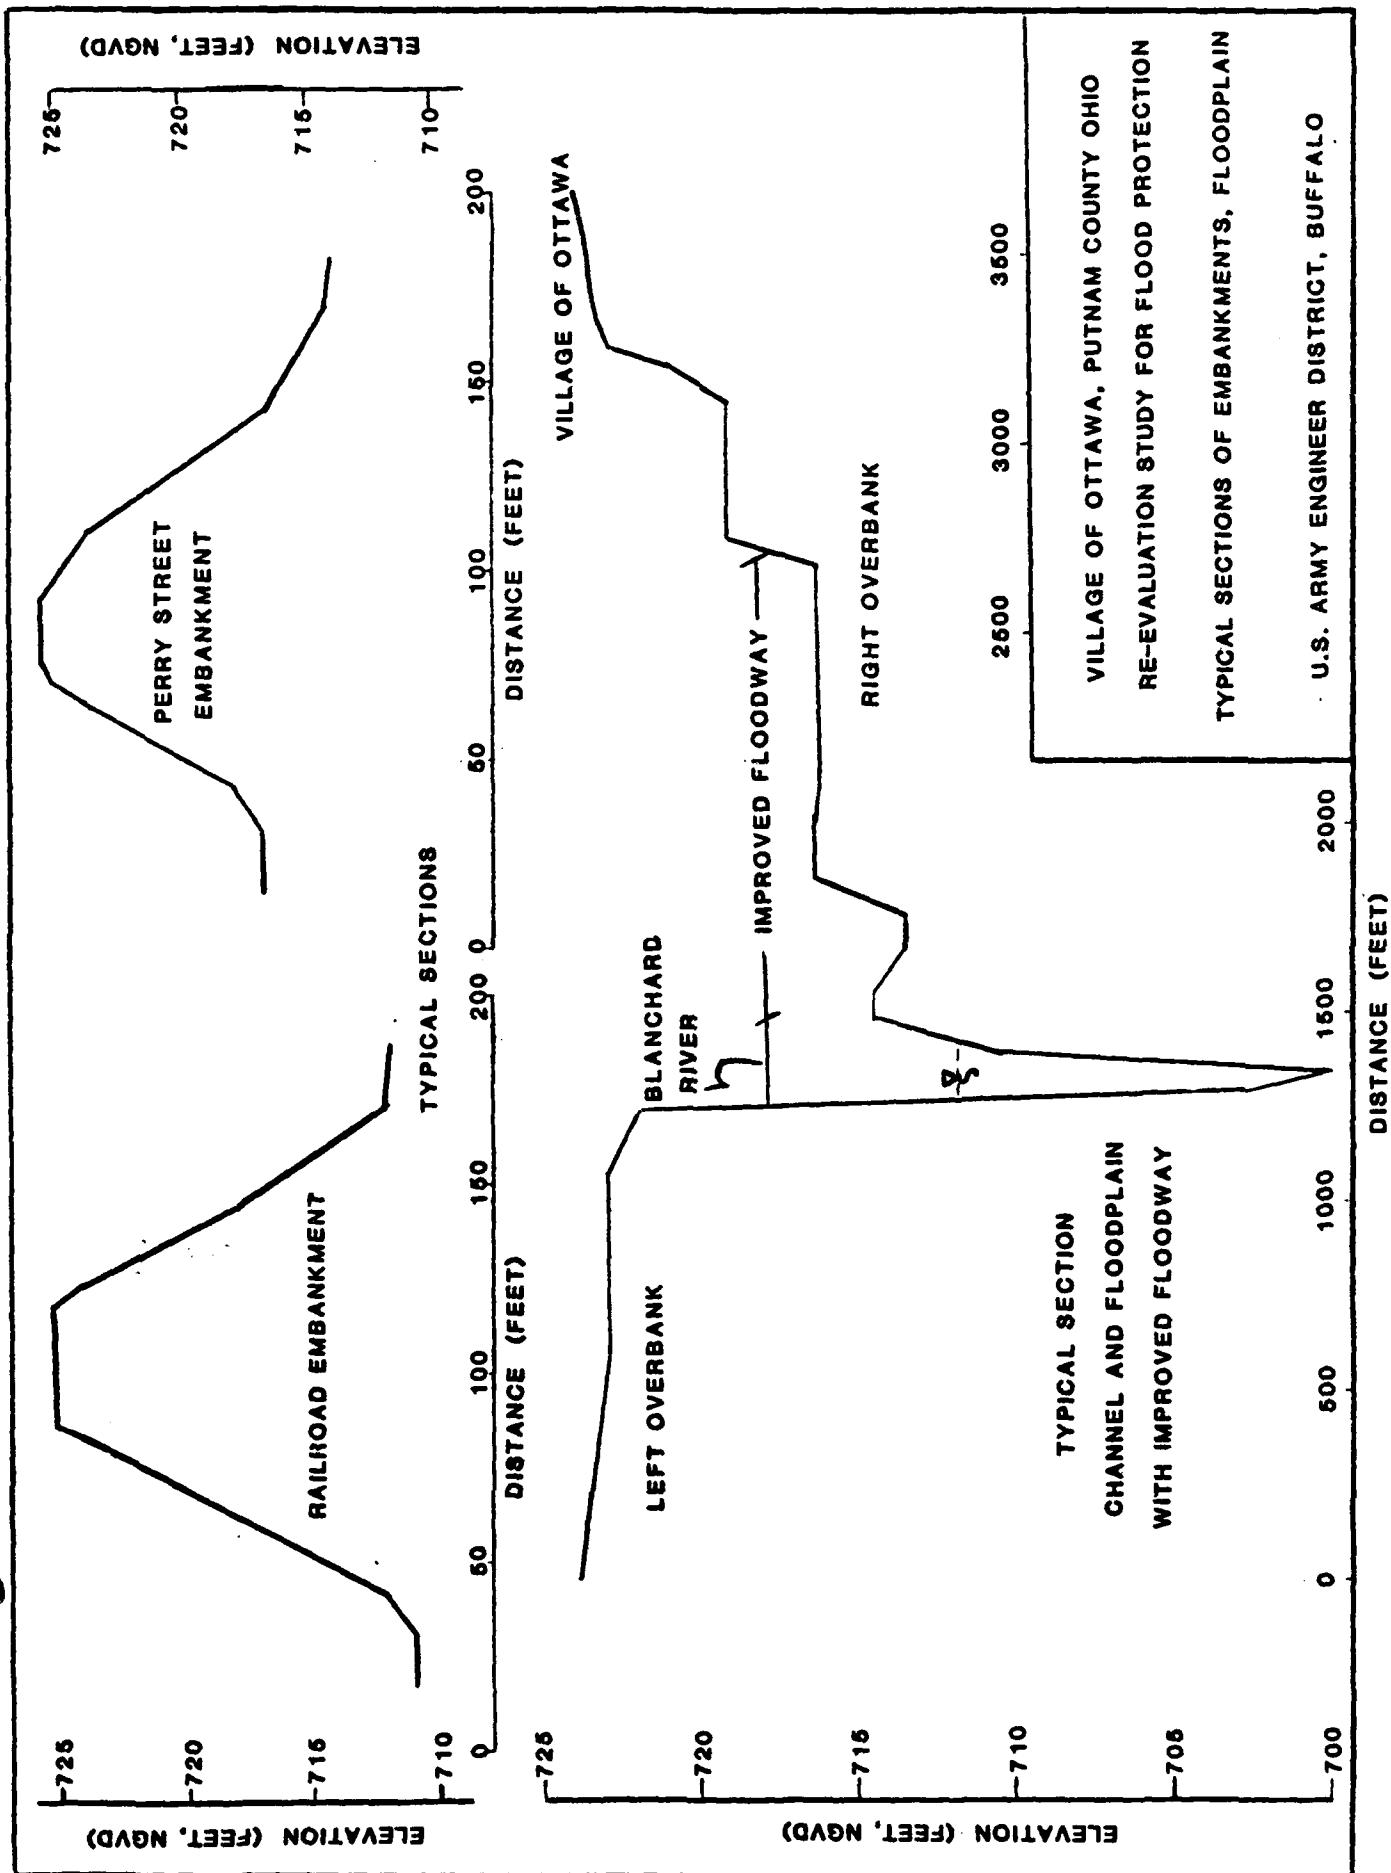 ELEVATION (FEET, NGVD)
725
720
715
710
RAILROAD EMBANKMENT
0
50
100
150
200
DISTANCE (FEET)
TYPICAL SECTIONS
PERRY STREET
EMBANKMENT
0
50
100
150
200
DISTANCE (FEET)
725
720
714
710
ELEVATION (FEET, NGVD)
ELEVATION (FEET, NGVD)
725
720
715
710
705
700
LEFT OVERBANK
BLANCHARD
RIVER
IMPROVED FLOODWAY
RIGHT OVERBANK
VILLAGE OF OTTAWA
TYPICAL SECTION
CHANNEL AND FLOODPLAIN
WITH IMPROVED FLOODWAY
0
500
1000
1500
2000
2500
3000
3500
DISTANCE (FEET)
VILLAGE OF OTTAWA, PUTNAM COUNTY OHIO
RE-EVALUATION STUDY FOR FLOOD PROTECTION
TYPICAL SECTIONS OF EMBANKMENTS, FLOODPLAIN
U.S. ARMY ENGINEER DISTRICT, BUFFALO